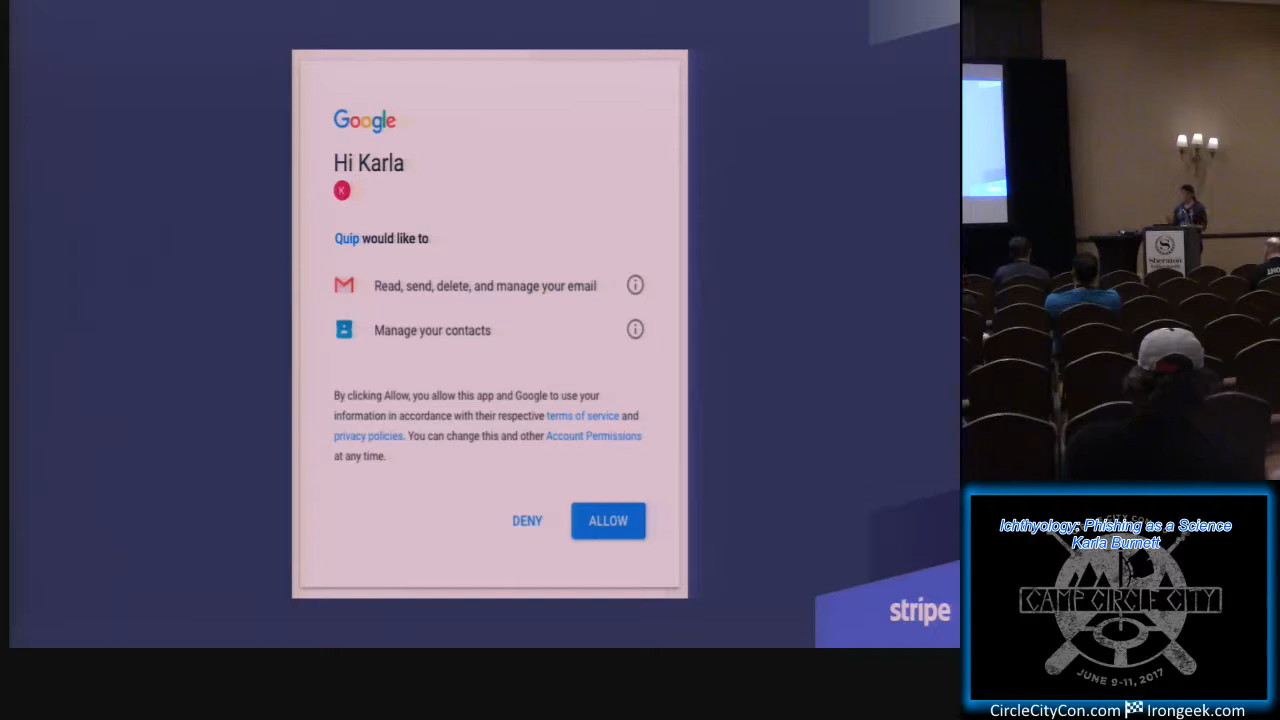 Google
Hi Karla
K
Quip would like to
Read, send, delete, and manage your email
Manage your contacts
By clicking Allow, you allow this app and Google to use your
information in accordance with their respective terms of service and
privacy policies. You can change this and other Account Permissions
at any time.
DENY
ALLOW
stripe
Sheraton
Ichthyology: Phishing as a Science
Karla Burnett
CAMP CIRCLE CITY
JUNE 9-11, 2017
CircleCityCon.com Irongeek.com